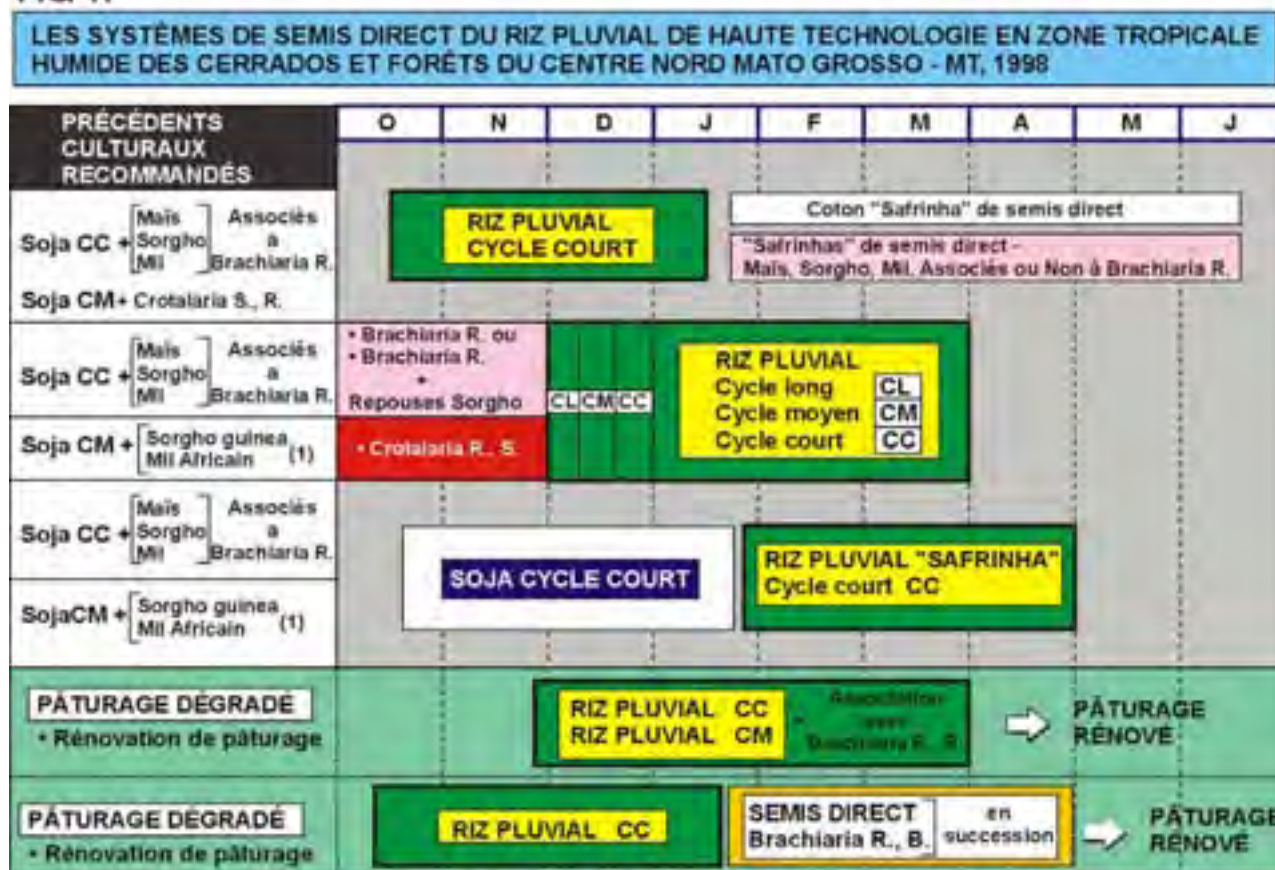 LES SYSTÈMES DE SEMIS DIRECT DU RIZ PLUVIAL DE HAUTE TECHNOLOGIE EN ZONE TROPICALE
HUMIDE DES CERRADOS ET FORÊTS DU CENTRE NORD MATO GROSSO - MT, 1998
PRÉCÉDENTS
CULTURAUX
RECOMMANDÉS
O N D J F M A M J
Soja CC +
Maïs
Sorgho
Mil
Associés
a
Brachiaria R.
Soja CM + Crotalaria S., R.
RIZ PLUVIAL
CYCLE COURT
Coton "Safrinha" de semis direct
"Safrinhas" de semis direct -
Maïs, Sorgho, Mil, Associés ou Non à Brachiaria R.
Soja CC +
Maïs
Sorgho
Mil
Associés
a
Brachiaria R.
• Brachiaria R. ou
• Brachiaria R.
+
Repouses Sorgho
CL CM CC
RIZ PLUVIAL
Cycle long CL
Cycle moyen CM
Cycle court CC
Soja CM +
Sorgho guinea
Mil Africain
(1)
• Crotalaria R., S.
Soja CC +
Maïs
Sorgho
Mil
Associés
a
Brachiaria R.
SOJA CYCLE COURT
RIZ PLUVIAL "SAFRINHA"
Cycle court CC
SojaCM +
Sorgho guinea
Mil Africain
(1)
PÂTURAGE DÉGRADÉ
• Rénovation de pâturage
RIZ PLUVIAL CC
RIZ PLUVIAL CM
Association
avec
Brachiaria R.,
PÂTURAGE
RÉNOVÉ
PÂTURAGE DÉGRADÉ
• Rénovation de pâturage
RIZ PLUVIAL CC
SEMIS DIRECT
Brachiaria R., B.
en
succession
PÂTURAGE
RÉNOVÉ